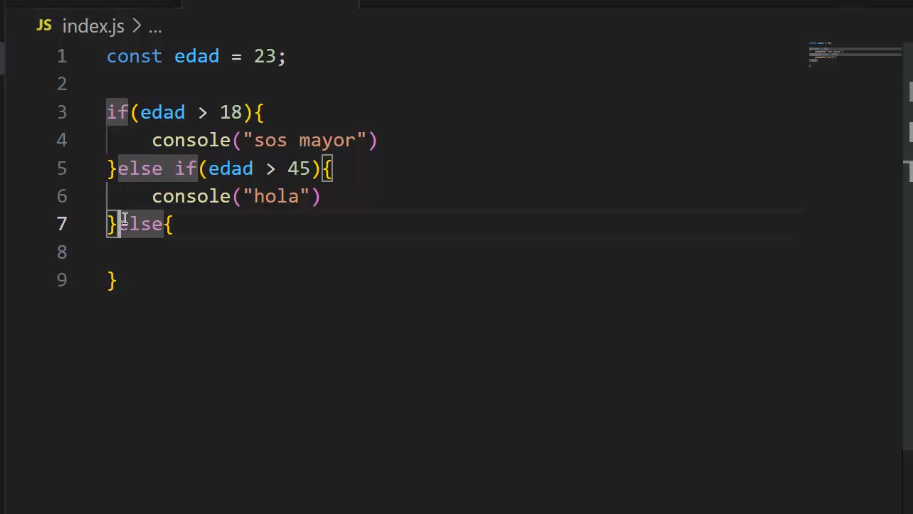 JS index.js > ...
1 const edad = 23;
2
3 if(edad > 18){
4 console("sos mayor")
5 }else if(edad > 45){
6 console("hola")
7 }else{
8
9 }